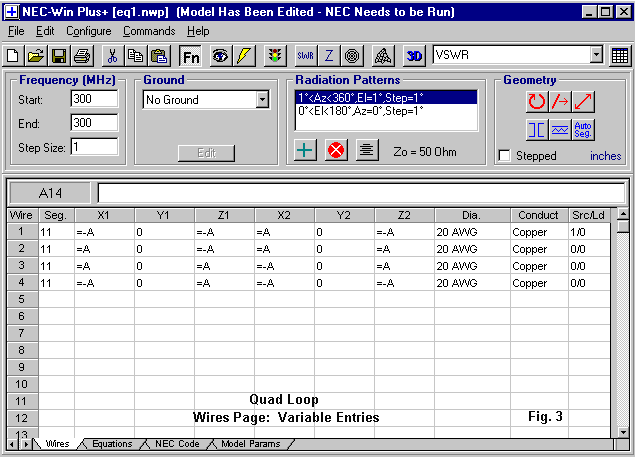 NEC-Win Plus+ [eq1.nwp] (Model Has Been Edited - NEC Needs to be Run)
File Edit Configure Commands Help
Fn SWR Z 3D VSWR
Frequency (MHz) Ground Radiation Patterns Geometry
Start: 300 No Ground 1°<Az<360°,El=1°,Step=1°
0°<El<180°,Az=0°,Step=1°
End: 300
Step Size: 1 Edit Zo = 50 Ohm Auto Seg.
Stepped inches
A14
Wire Seg. X1 Y1 Z1 X2 Y2 Z2 Dia. Conduct Src/Ld
1 11 =-A 0 =-A =A 0 =-A 20 AWG Copper 1/0
2 11 =A 0 =-A =A 0 =A 20 AWG Copper 0/0
3 11 =A 0 =A =-A 0 =A 20 AWG Copper 0/0
4 11 =-A 0 =A =-A 0 =-A 20 AWG Copper 0/0
5
6
7
8
9
10
11 Quad Loop
12 Wires Page: Variable Entries Fig. 3
13
Wires Equations NEC Code Model Params